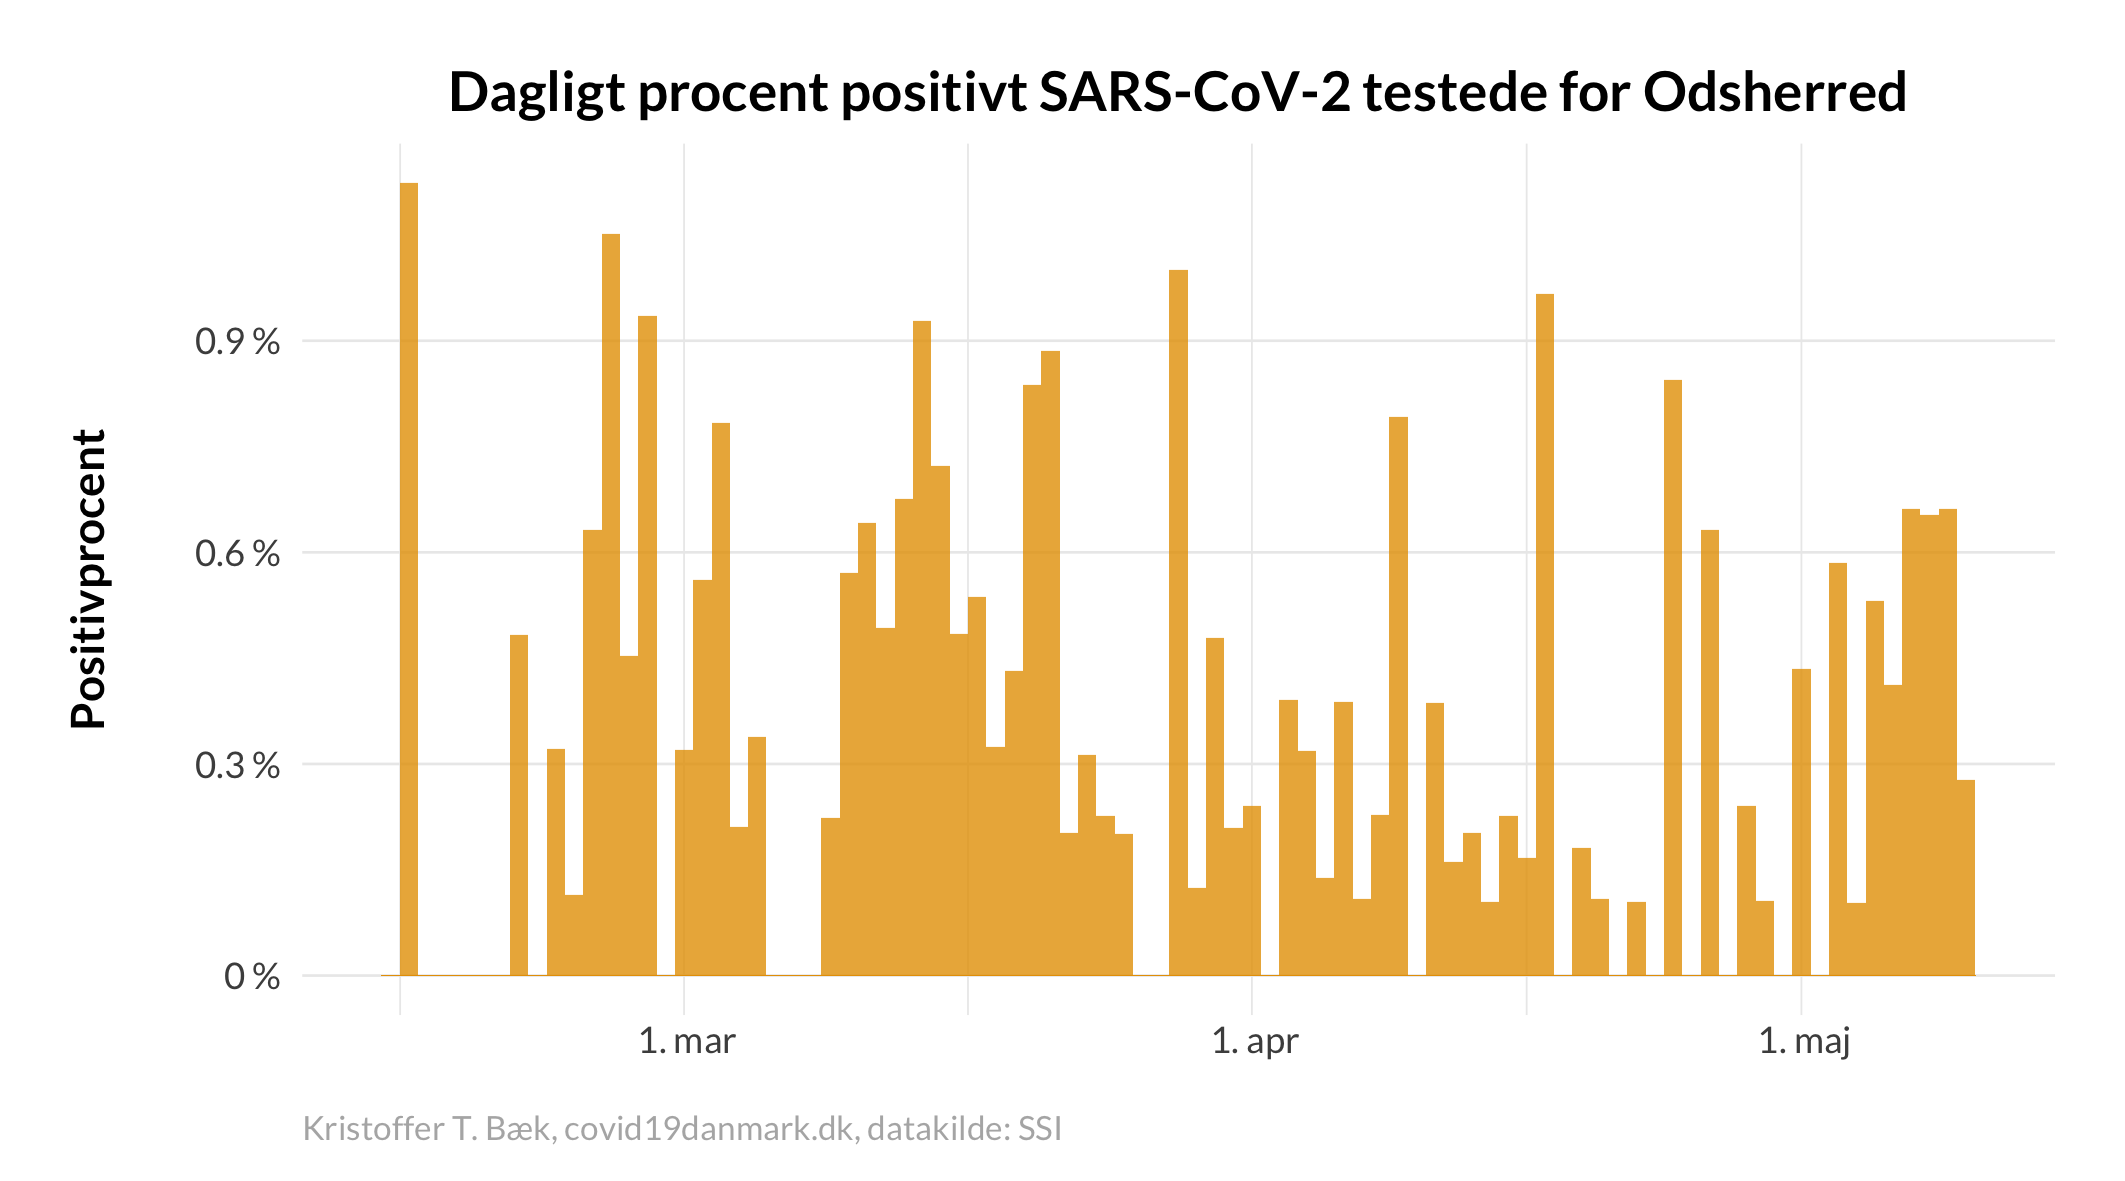 Dagligt procent positivt SARS-CoV-2 testede for Odsherred
Positivprocent
0.9 %
0.6 %
0.3 %
0 %
1. mar
1. apr
1. maj
Kristoffer T. Bæk, covid19danmark.dk, datakilde: SSI